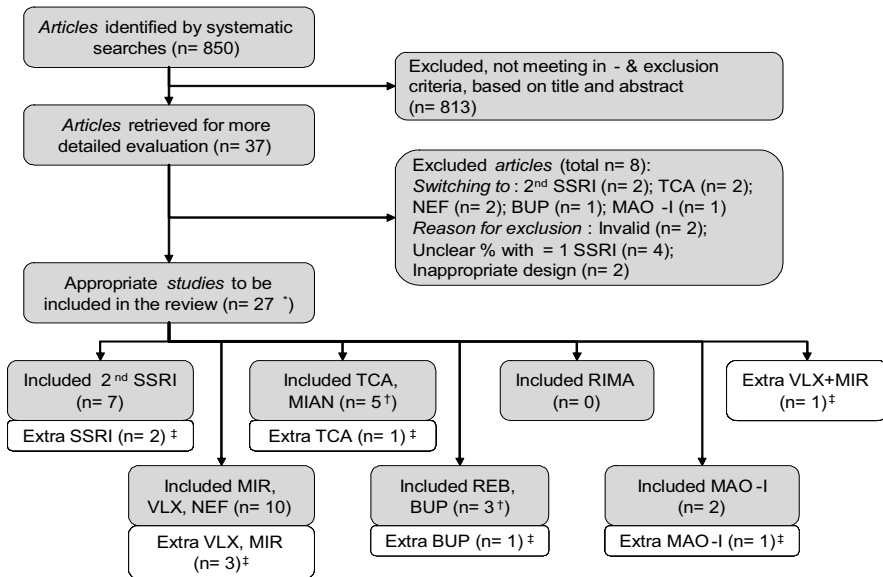 Articles identified by systematic
searches (n= 850)
Excluded, not meeting in - & exclusion
criteria, based on title and abstract
(n= 813)
Articles retrieved for more
detailed evaluation (n= 37)
Excluded articles (total n= 8):
Switching to : 2nd SSRI (n= 2); TCA (n= 2);
NEF (n= 2); BUP (n= 1); MAO -I (n= 1)
Reason for exclusion : Invalid (n= 2);
Unclear % with = 1 SSRI (n= 4);
Inappropriate design (n= 2)
Appropriate studies to be
included in the review (n= 27 *)
Included 2nd SSRI
(n= 7)
Extra SSRI (n= 2) ‡
Included TCA,
MIAN (n= 5†)
Extra TCA (n= 1) ‡
Included RIMA
(n= 0)
Extra VLX+MIR
(n= 1)‡
Included MIR,
VLX, NEF (n= 10)
Extra VLX, MIR
(n= 3)‡
Included REB,
BUP (n= 3†)
Extra BUP (n= 1) ‡
Included MAO -I
(n= 2)
Extra MAO-I (n= 1)‡